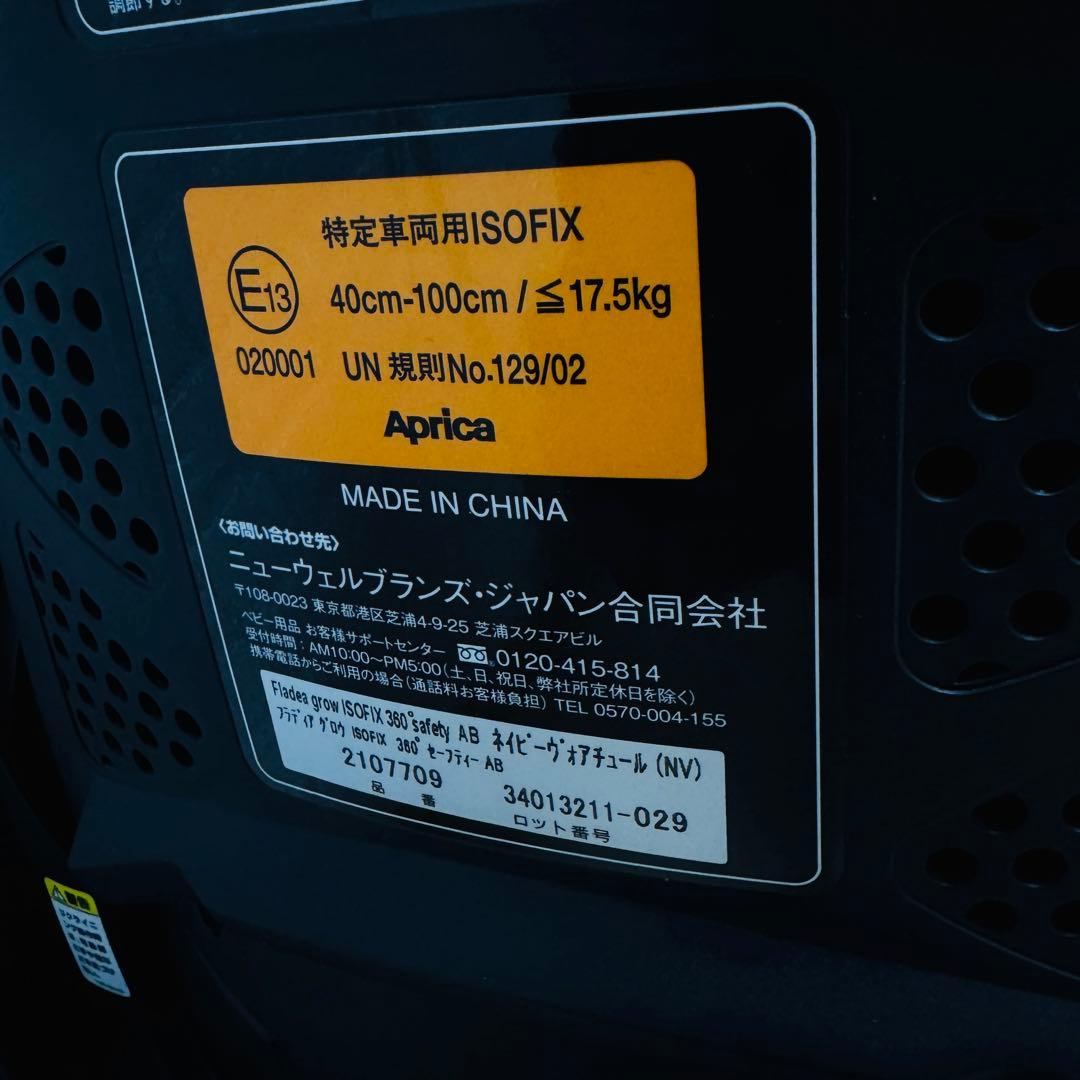 調節する。
特定車両用ISOFIX
E13
40cm-100cm / ≦17.5kg
020001 UN 規則No.129/02
Aprica
MADE IN CHINA
〈お問い合わせ先〉
ニューウェルブランズ・ジャパン合同会社
〒108-0023 東京都港区芝浦4-9-25 芝浦スクエアビル
ベビー用品 お客様サポートセンター 0120-415-814
受付時間：AM10:00〜PM5:00（土、日、祝日、弊社所定休日を除く）
携帯電話からご利用の場合（通話料お客様負担）TEL 0570-004-155
Fladea grow ISOFIX 360°safety AB ネイビーヴォアチュール (NV)
フラディア グロウ ISOFIX 360° セーフティー AB
2107709 34013211-029
品番 ロット番号